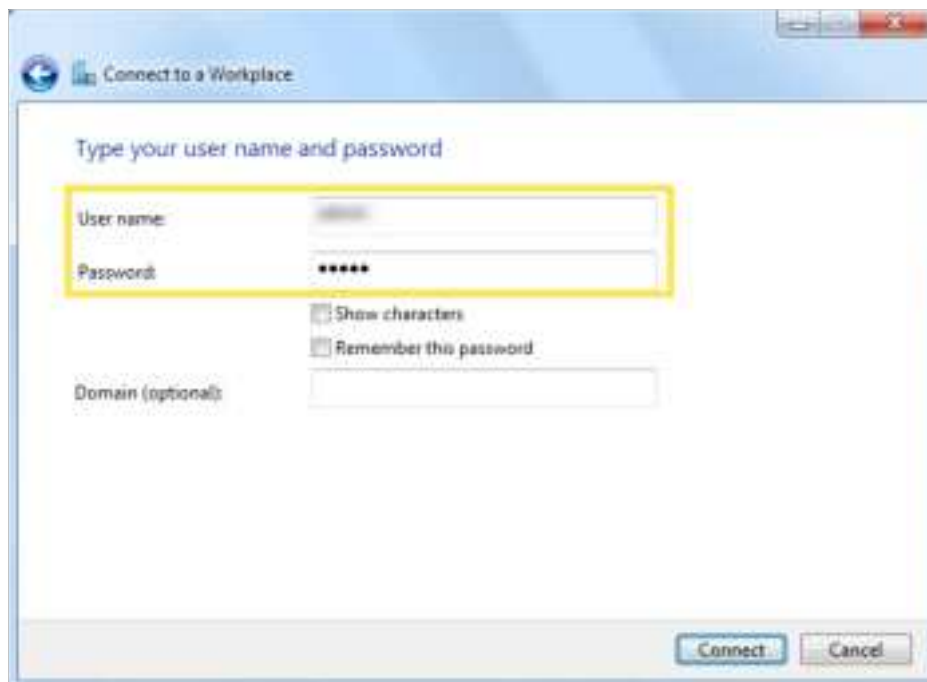 Connect to a Workplace
Type your user name and password
User name:
Password: •••••
Show characters
Remember this password
Domain (optional):
Connect Cancel